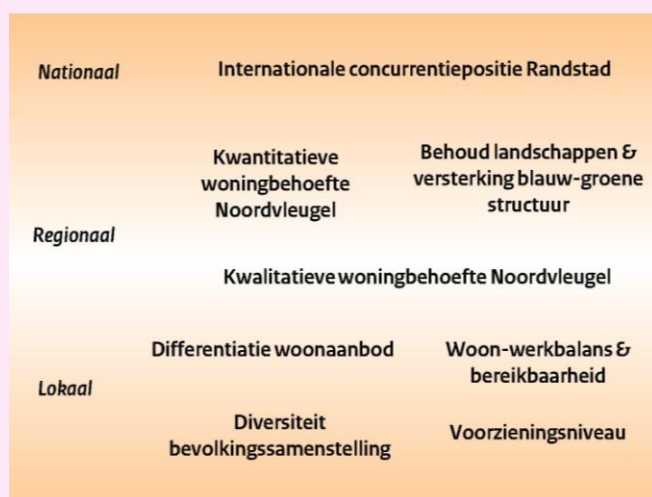 Nationaal
Internationale concurrentiepositie Randstad
Kwantitatieve
woningbehoefte
Noordvleugel
Behoud landschappen &
versterking blauw-groene
structuur
Regionaal
Kwalitatieve woningbehoefte Noordvleugel
Differentiatie woonaanbod
Woon-werkbalans &
bereikbaarheid
Lokaal
Diversiteit
bevolkingssamenstelling
Voorzieningsniveau